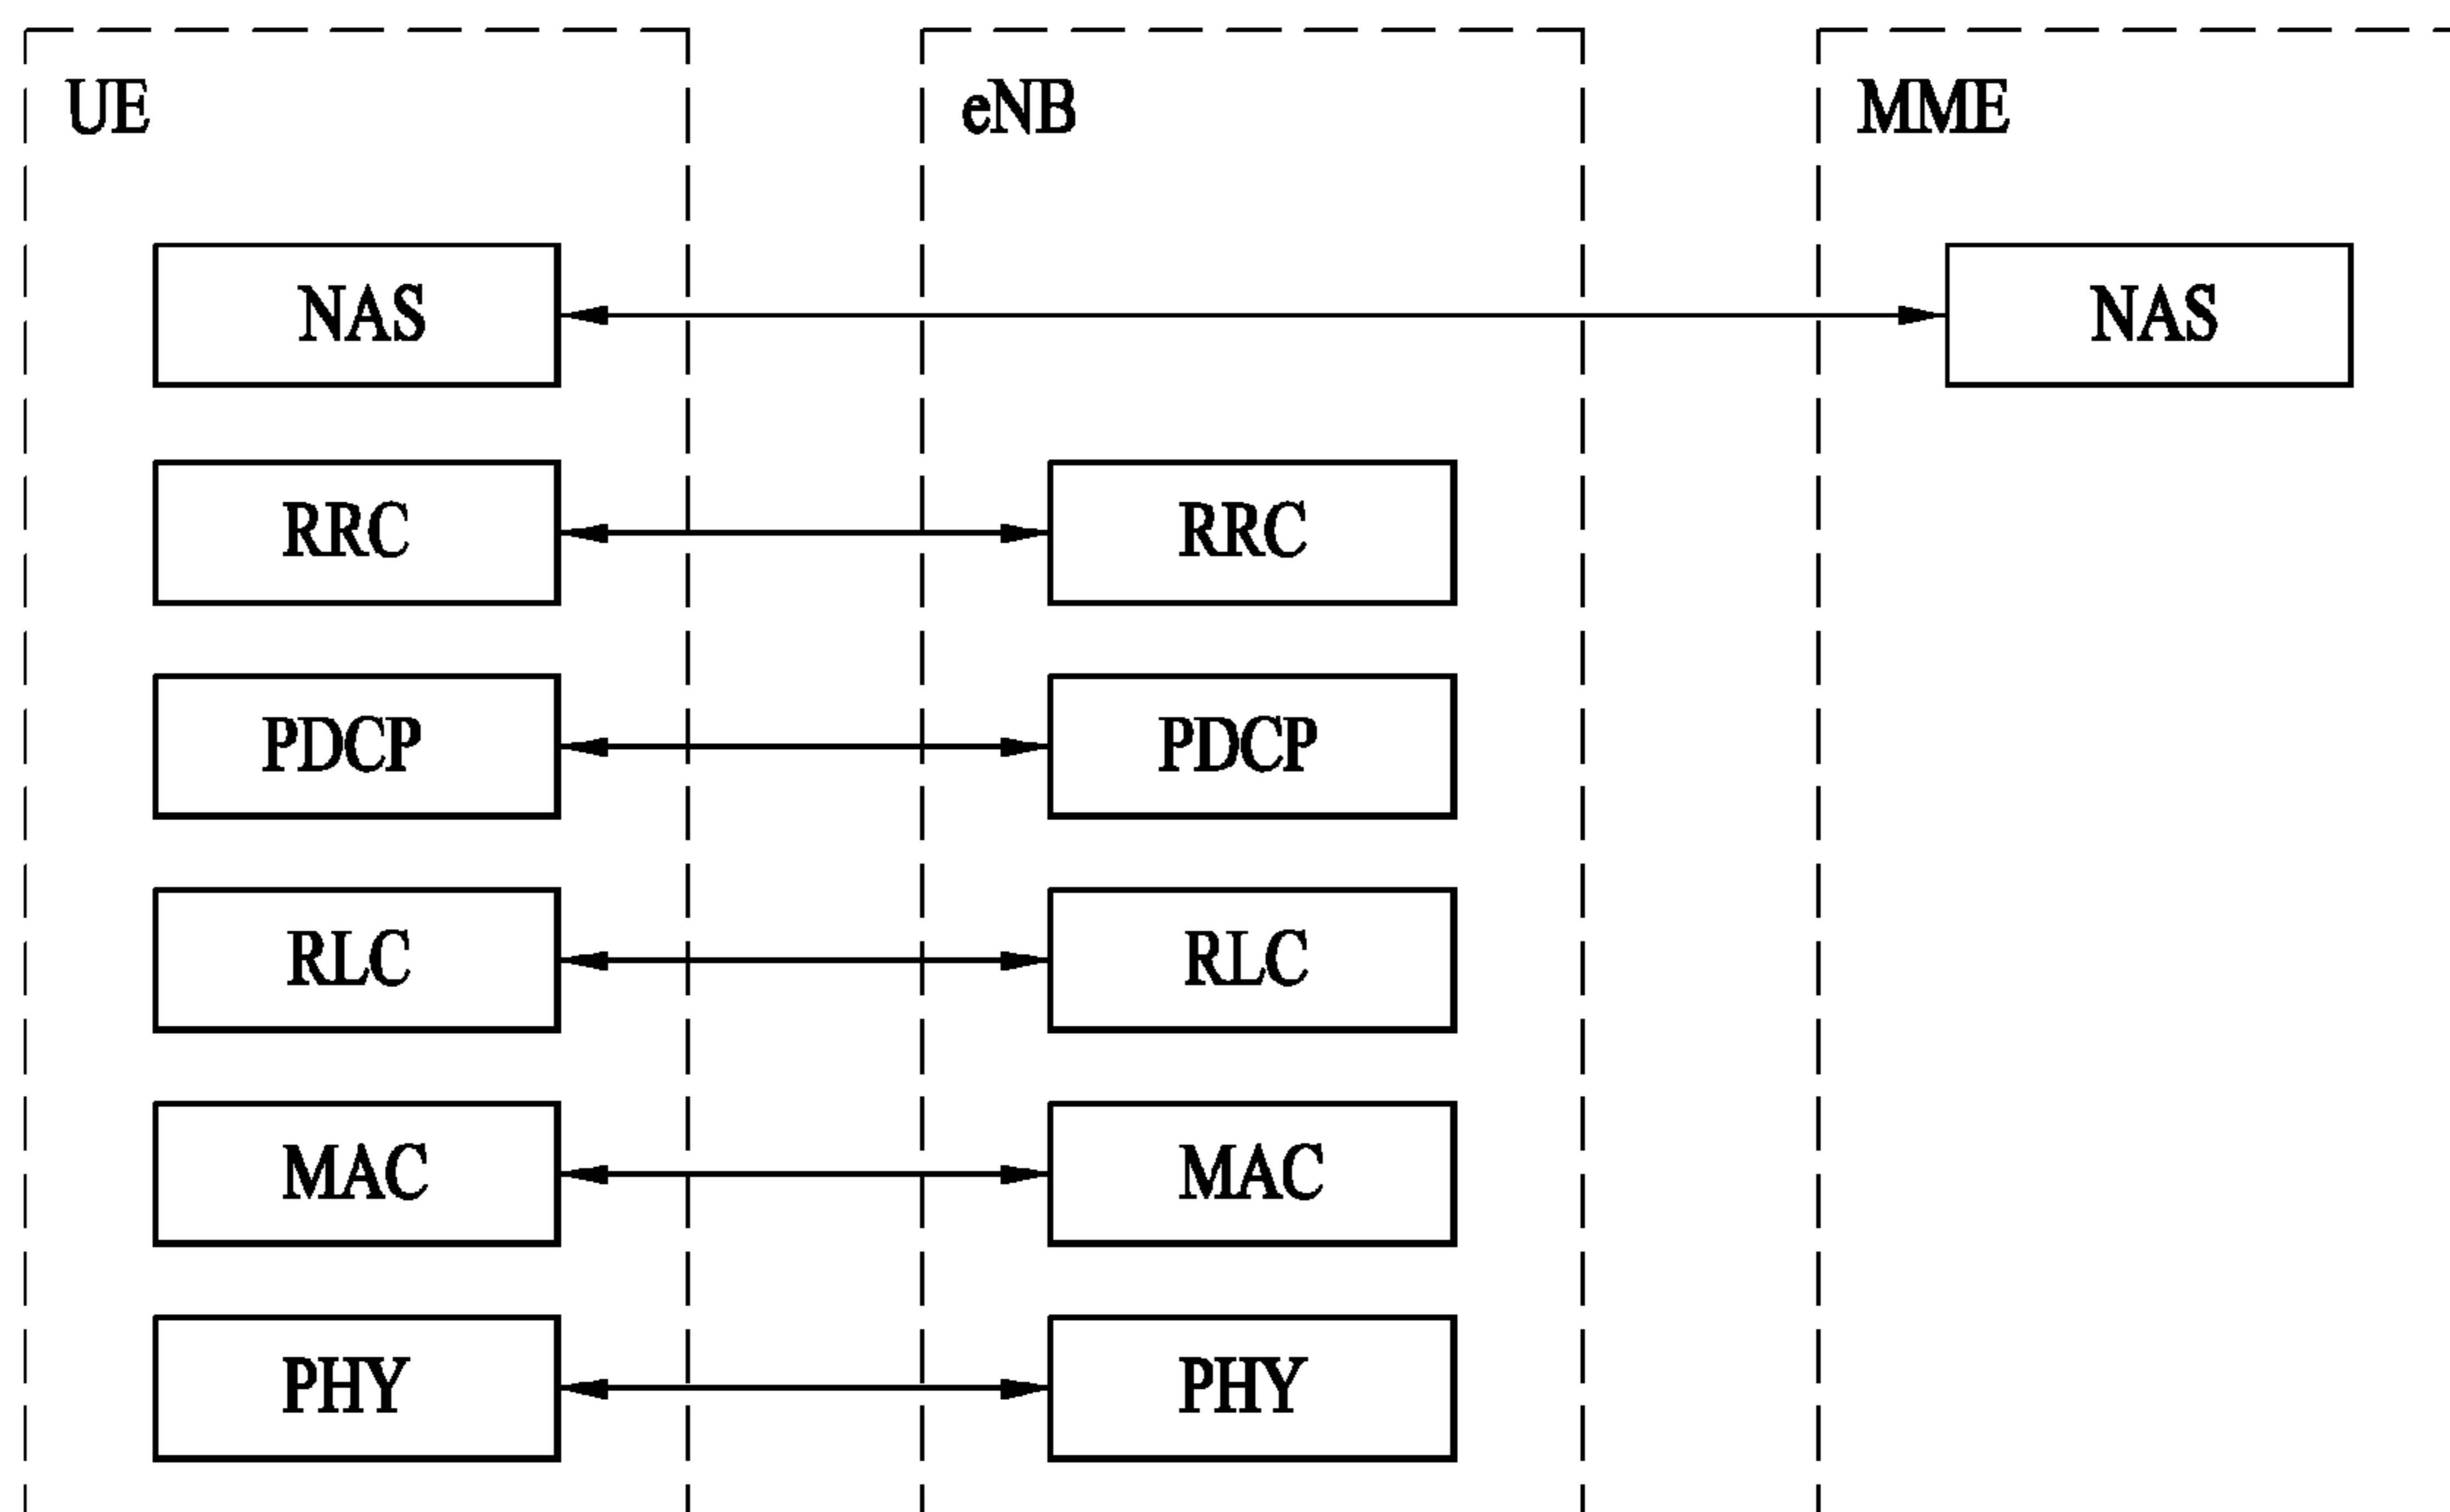 UE eNB MME
NAS NAS
RRC RRC
PDCP PDCP
RLC RLC
MAC MAC
PHY PHY